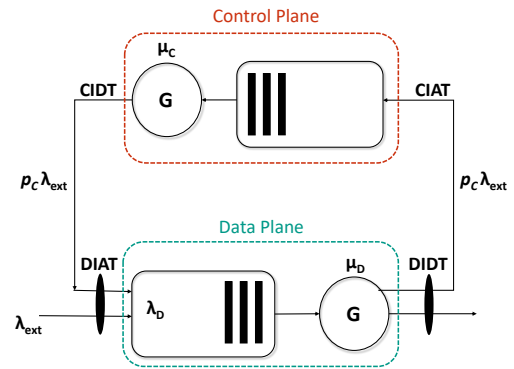 Control Plane
μC
CIDT
G
CIAT
pC λext
pC λext
Data Plane
DIAT
μD
DIDT
λD
G
λext